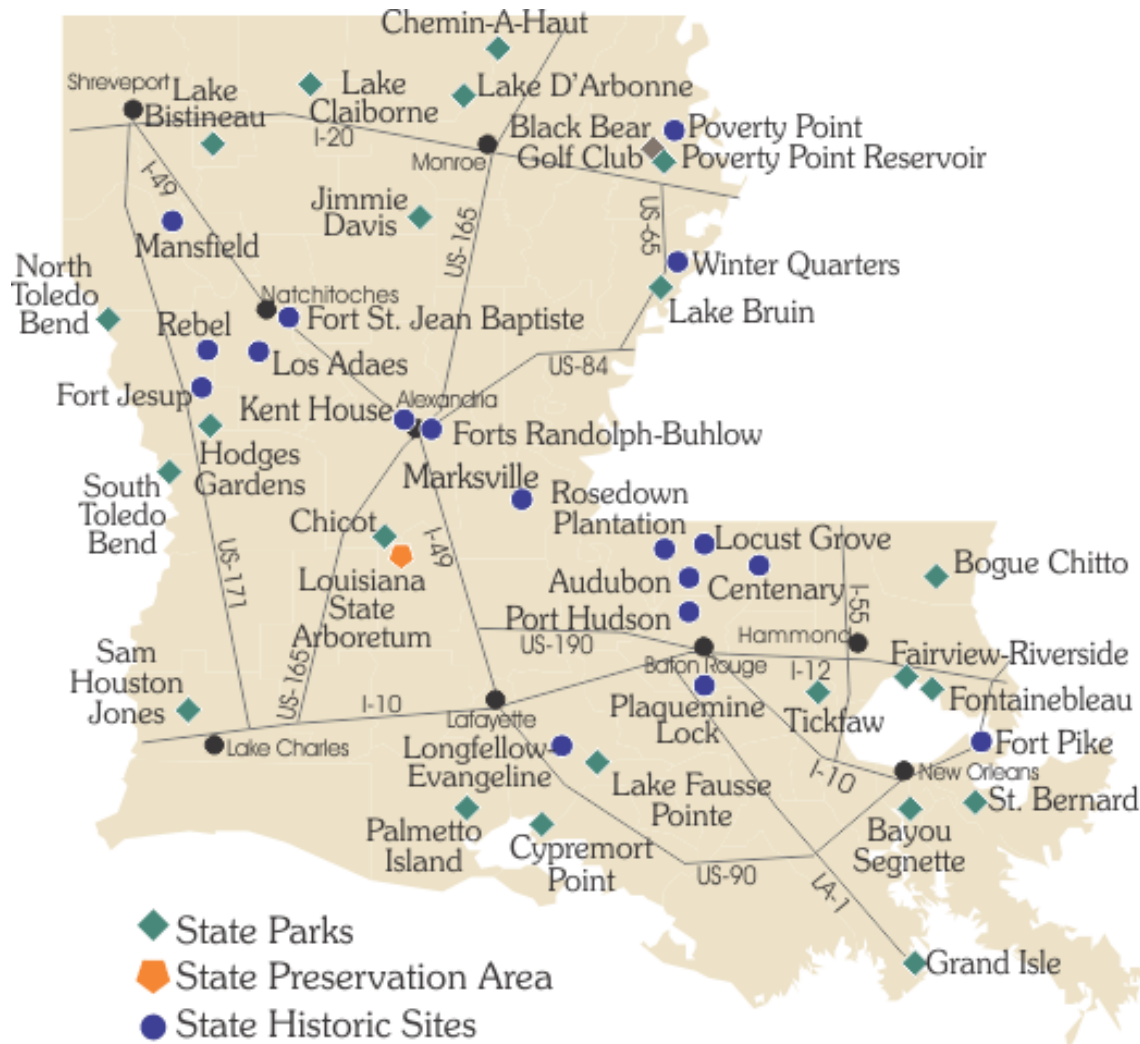 Chemin-A-Haut
Shreveport
Lake
Bistineau
Lake
Claiborne
Lake D'Arbonne
I-20
Monroe
Black Bear
Golf Club
Poverty Point
Poverty Point Reservoir
I-49
Mansfield
Jimmie
Davis
US-165
US-65
Winter Quarters
Lake Bruin
North
Toledo
Bend
Natchitoches
Fort St. Jean Baptiste
Rebel
Los Adaes
US-84
Fort Jesup
Kent House
Alexandria
Forts Randolph-Buhlow
Hodges
Gardens
Marksville
South
Toledo
Bend
Rosedown
Plantation
Chicot
I-49
Locust Grove
Bogue Chitto
US-171
Louisiana
State
Arboretum
Audubon
Centenary
I-55
Port Hudson
US-190
Hammond
Sam
Houston
Jones
US-165
Baton Rouge
I-12
Fairview-Riverside
Fontainebleau
I-10
Lafayette
Plaquemine
Lock
Tickfaw
Lake Charles
Longfellow-
Evangeline
Lake Fausse
Pointe
I-10
Fort Pike
New Orleans
St. Bernard
Palmetto
Island
Cypremort
Point
Bayou
Segnette
US-90
LA-1
Grand Isle
State Parks
State Preservation Area
State Historic Sites